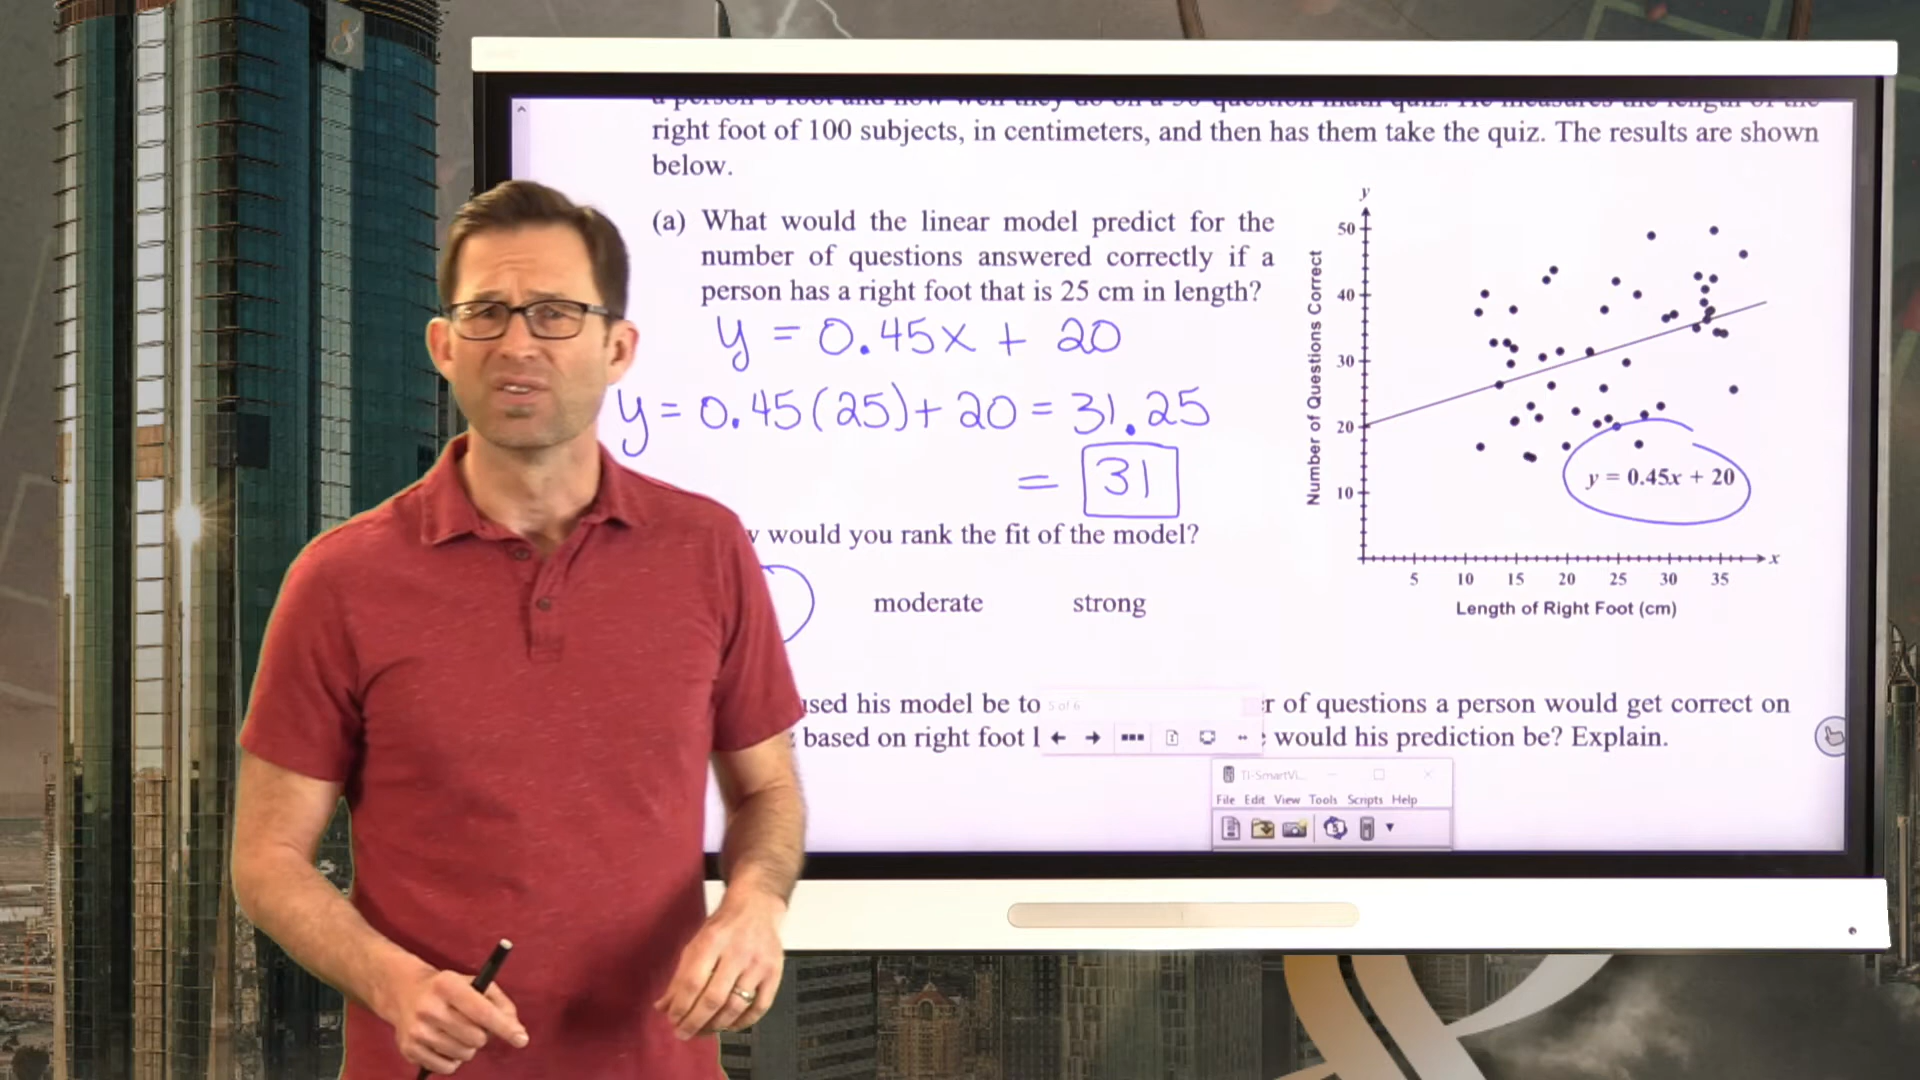 right foot of 100 subjects, in centimeters, and then has them take the quiz. The results are shown
below.
(a) What would the linear model predict for the
number of questions answered correctly if a
person has a right foot that is 25 cm in length?
y = 0.45x + 20
y = 0.45(25) + 20 = 31.25
= 31
would you rank the fit of the model?
moderate strong
his model be to
of questions a person would get correct on
based on right foot
would his prediction be? Explain.
5 of 6
TI-SmartVi...
File Edit View Tools Scripts Help
y
50
40
30
20
10
Number of Questions Correct
y = 0.45x + 20
x
5 10 15 20 25 30 35
Length of Right Foot (cm)